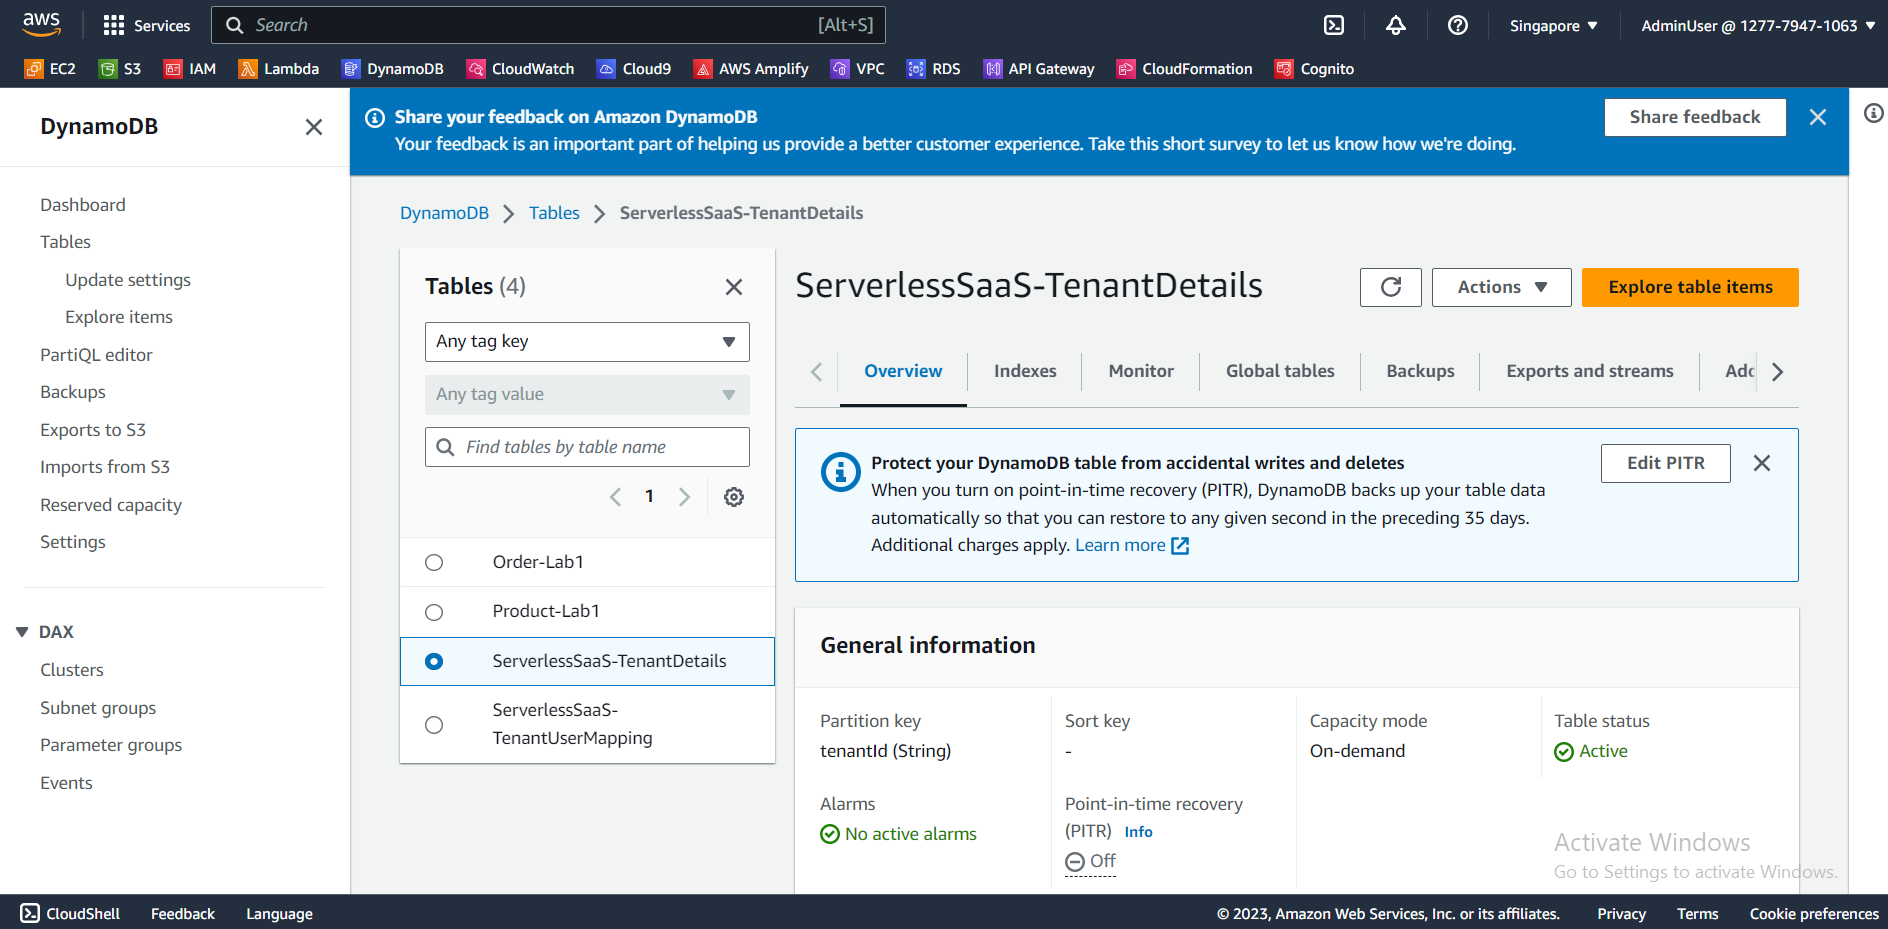 aws
Services
Search
[Alt+S]
Singapore
AdminUser @ 1277-7947-1063
EC2
S3
IAM
Lambda
DynamoDB
CloudWatch
Cloud9
AWS Amplify
VPC
RDS
API Gateway
CloudFormation
Cognito
DynamoDB
Dashboard
Tables
Update settings
Explore items
PartiQL editor
Backups
Exports to S3
Imports from S3
Reserved capacity
Settings
DAX
Clusters
Subnet groups
Parameter groups
Events
Share your feedback on Amazon DynamoDB
Your feedback is an important part of helping us provide a better customer experience. Take this short survey to let us know how we're doing.
Share feedback
DynamoDB
Tables
ServerlessSaaS-TenantDetails
Tables (4)
Any tag key
Any tag value
Find tables by table name
1
Order-Lab1
Product-Lab1
ServerlessSaaS-TenantDetails
ServerlessSaaS-
TenantUserMapping
ServerlessSaaS-TenantDetails
Actions
Explore table items
Overview
Indexes
Monitor
Global tables
Backups
Exports and streams
Protect your DynamoDB table from accidental writes and deletes
When you turn on point-in-time recovery (PITR), DynamoDB backs up your table data
automatically so that you can restore to any given second in the preceding 35 days.
Additional charges apply. Learn more
Edit PITR
General information
Partition key
tenantId (String)
Sort key
-
Capacity mode
On-demand
Table status
Active
Alarms
No active alarms
Point-in-time recovery
(PITR) Info
Off
Activate Windows
Go to Settings to activate Windows.
CloudShell
Feedback
Language
© 2023, Amazon Web Services, Inc. or its affiliates.
Privacy
Terms
Cookie preferences